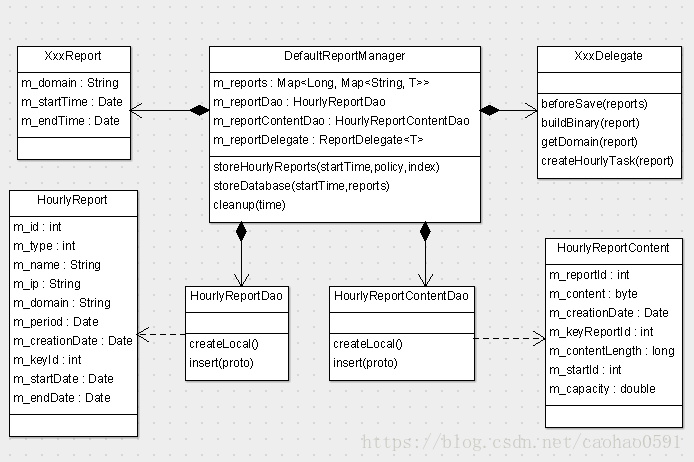 XxxReport
m_domain : String
m_startTime : Date
m_endTime : Date
DefaultReportManager
m_reports : Map<Long, Map<String, T>>
m_reportDao : HourlyReportDao
m_reportContentDao : HourlyReportContentDao
m_reportDelegate : ReportDelegate<T>
storeHourlyReports(startTime,policy,index)
storeDatabase(startTime,reports)
cleanup(time)
XxxDelegate
beforeSave(reports)
buildBinary(report)
getDomain(report)
createHourlyTask(report)
HourlyReport
m_id : int
m_type : int
m_name : String
m_ip : String
m_domain : String
m_period : Date
m_creationDate : Date
m_keyId : int
m_startDate : Date
m_endDate : Date
HourlyReportDao
createLocal()
insert(proto)
HourlyReportContentDao
createLocal()
insert(proto)
HourlyReportContent
m_reportId : int
m_content : byte
m_creationDate : Date
m_keyReportId : int
m_contentLength : long
m_startId : int
m_capacity : double
https://blog.csdn.net/caohao0591